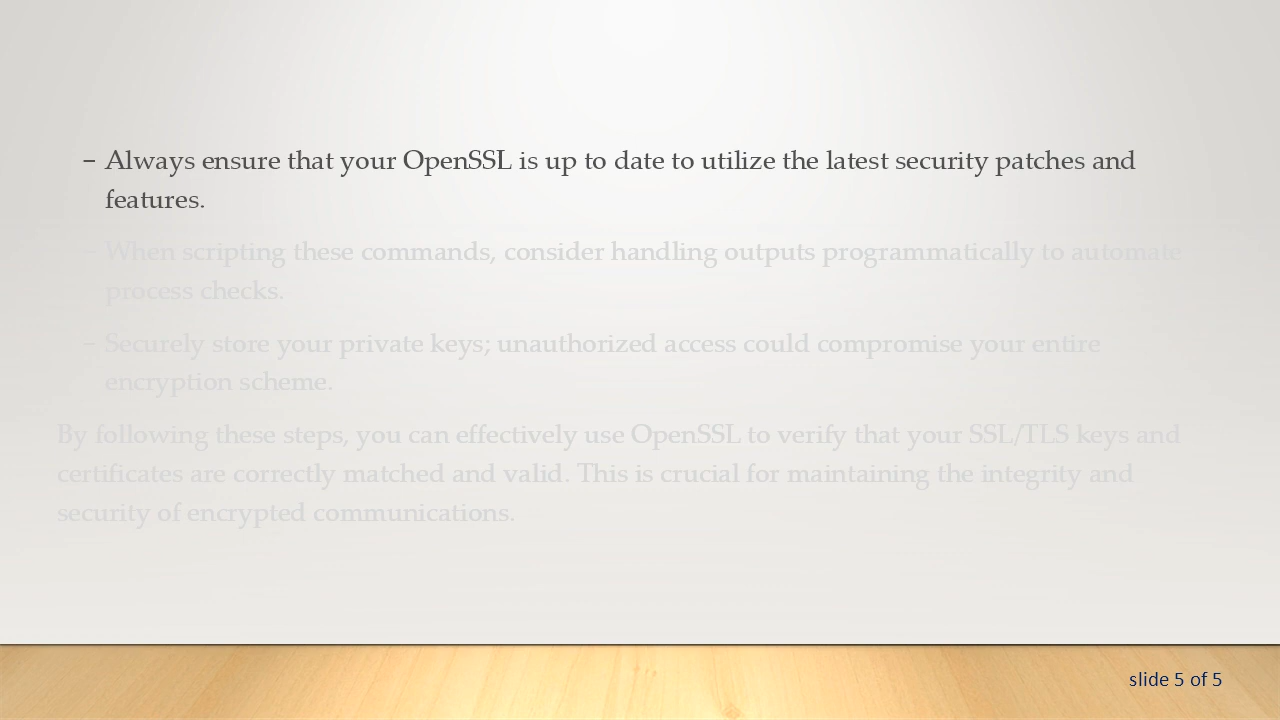 – Always ensure that your OpenSSL is up to date to utilize the latest security patches and
features.
– When scripting these commands, consider handling outputs programmatically to automate
process checks.
– Securely store your private keys; unauthorized access could compromise your entire
encryption scheme.
By following these steps, you can effectively use OpenSSL to verify that your SSL/TLS keys and
certificates are correctly matched and valid. This is crucial for maintaining the integrity and
security of encrypted communications.
slide 5 of 5